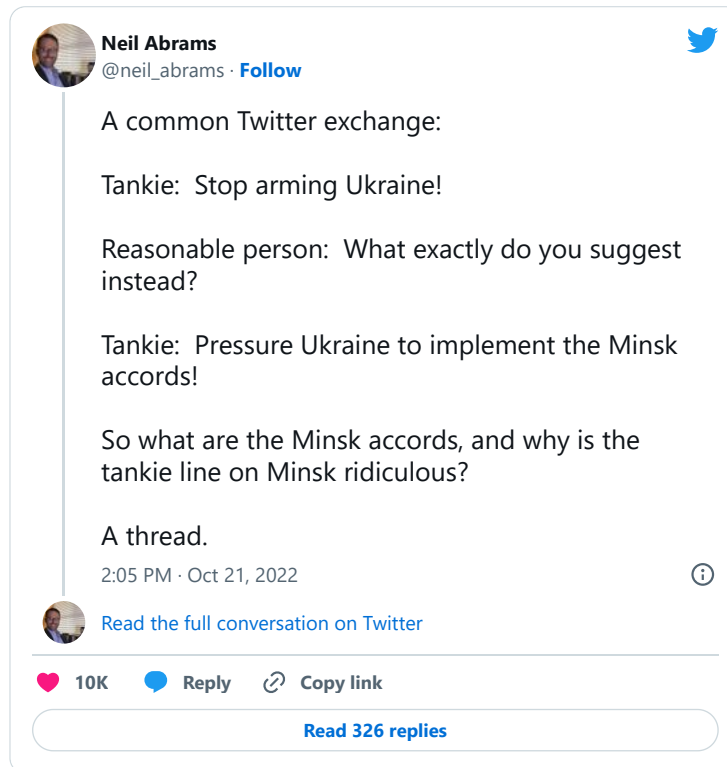 Neil Abrams
@neil_abrams · Follow
A common Twitter exchange:
Tankie:  Stop arming Ukraine!
Reasonable person:  What exactly do you suggest
instead?
Tankie:  Pressure Ukraine to implement the Minsk
accords!
So what are the Minsk accords, and why is the
tankie line on Minsk ridiculous?
A thread.
2:05 PM · Oct 21, 2022
Read the full conversation on Twitter
10K Reply Copy link
Read 326 replies